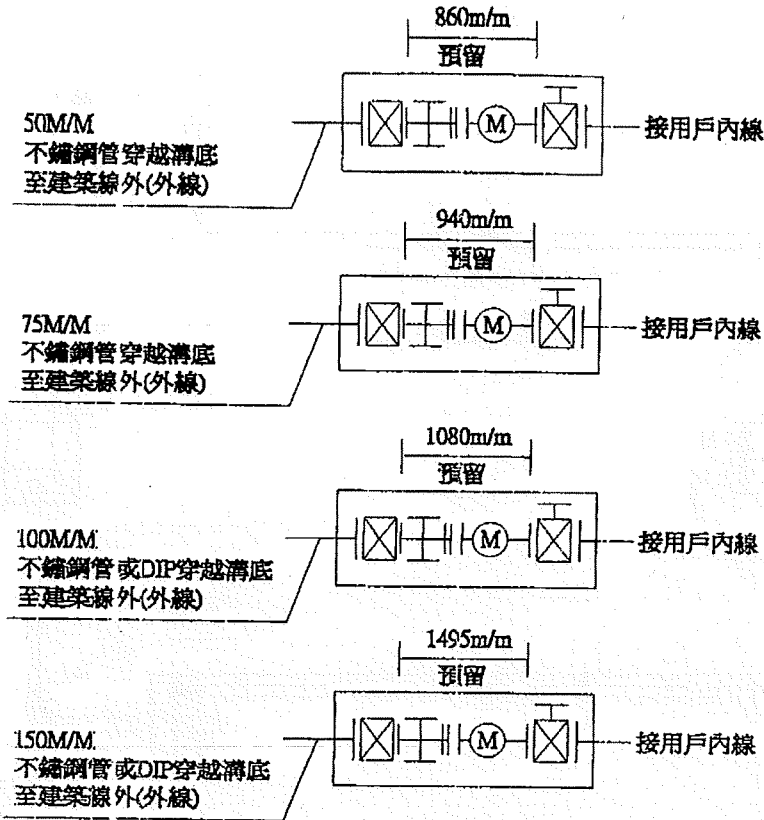 860m/m
預留
50M/M
不鏽鋼管穿越溝底
至建築線外(外線)
M
接用戶內線
940m/m
預留
75M/M
不鏽鋼管穿越溝底
至建築線外(外線)
M
接用戶內線
1080m/m
預留
100M/M
不鏽鋼管或DIP穿越溝底
至建築線外(外線)
M
接用戶內線
1495m/m
預留
150M/M
不鏽鋼管或DIP穿越溝底
至建築線外(外線)
M
接用戶內線